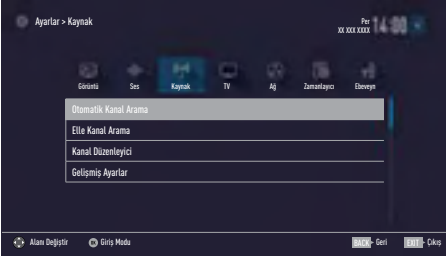 Ayarlar > Kaynak
Per
XX XXX XXXX 14:00
Görüntü Ses Kaynak TV Ağ Zamanlayıcı Ebeveyn
Otomatik Kanal Arama
Elle Kanal Arama
Kanal Düzenleyici
Gelişmiş Ayarlar
Alanı Değiştir OK Giriş Modu BACK - Geri EXIT - Çıkış